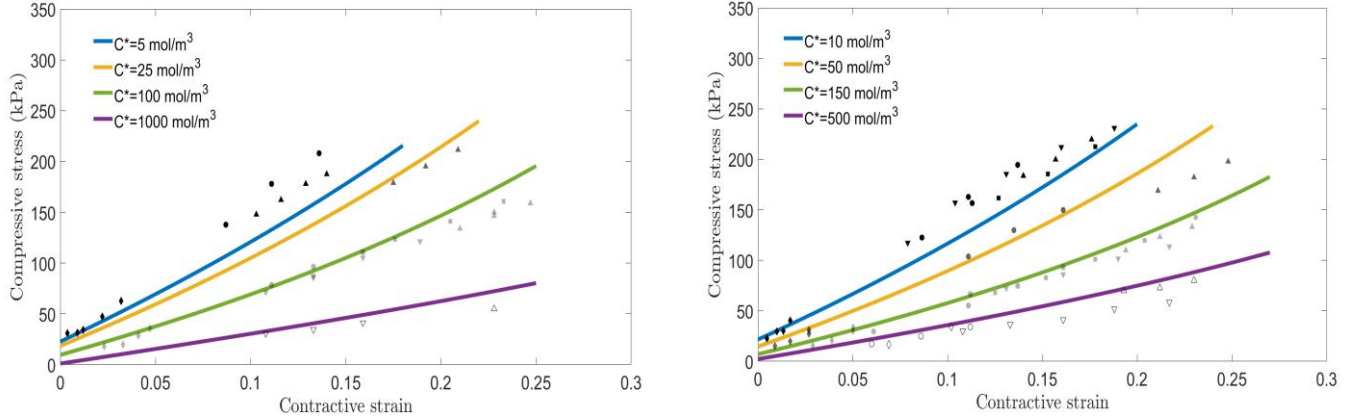 350
300
250
200
150
100
50
0
Compressive stress (kPa)
C*=5 mol/m³
C*=25 mol/m³
C*=100 mol/m³
C*=1000 mol/m³
0 0.05 0.1 0.15 0.2 0.25 0.3
Contractive strain
350
300
250
200
150
100
50
0
Compressive stress (kPa)
C*=10 mol/m³
C*=50 mol/m³
C*=150 mol/m³
C*=500 mol/m³
0 0.05 0.1 0.15 0.2 0.25 0.3
Contractive strain